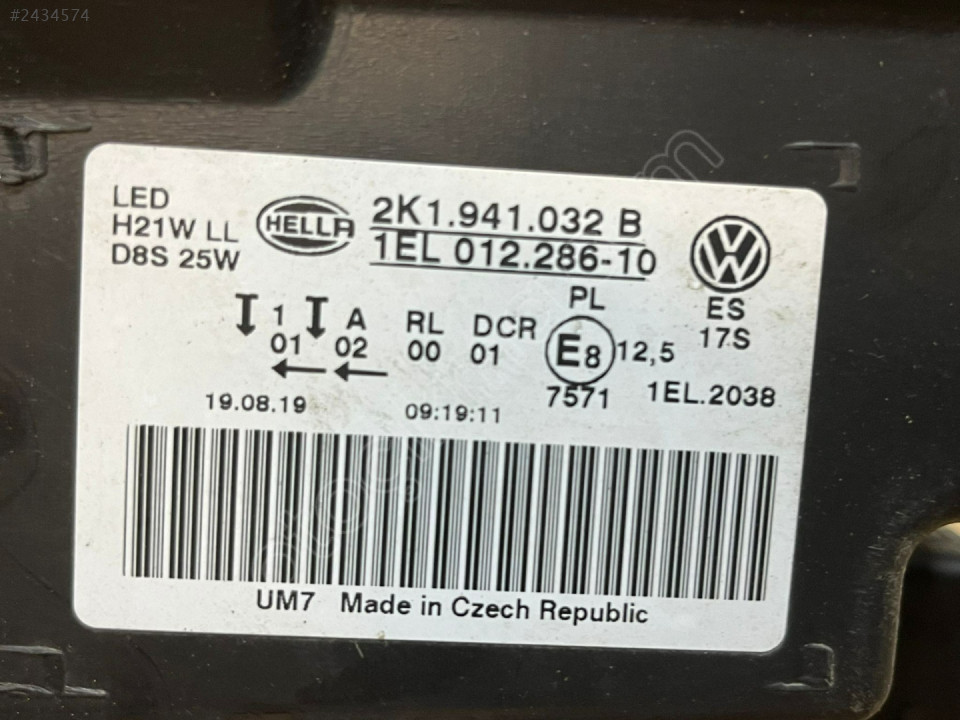 #2434574
LED
H21W LL
D8S 25W
HELLA
2K1.941.032 B
1EL 012.286-10
PL
ES
17S
1 A RL DCR
01 02 00 01
E8 12,5
7571 1EL.2038
19.08.19 09:19:11
UM7 Made in Czech Republic